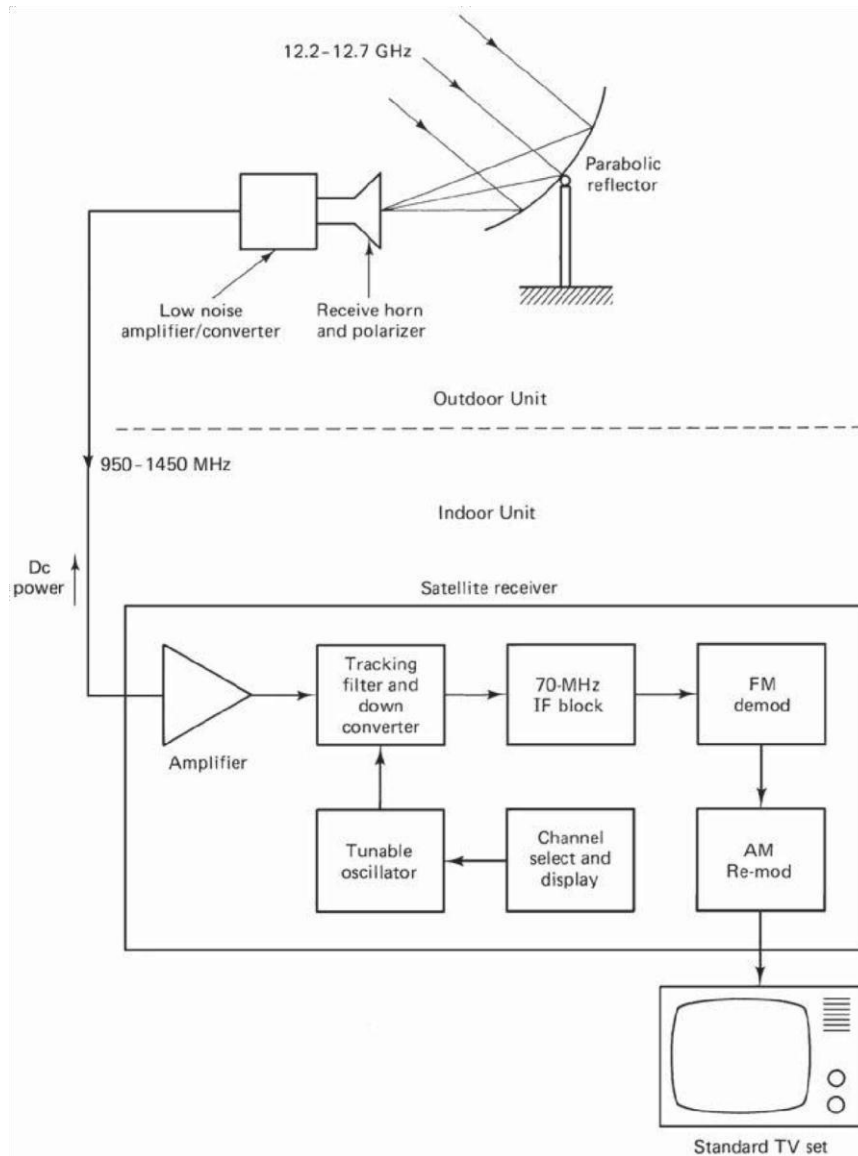 12.2–12.7 GHz
Parabolic
reflector
Low noise
amplifier/converter
Receive horn
and polarizer
Outdoor Unit
950–1450 MHz
Indoor Unit
Dc
power
Satellite receiver
Tracking
filter and
down
converter
70-MHz
IF block
FM
demod
Amplifier
Tunable
oscillator
Channel
select and
display
AM
Re-mod
Standard TV set